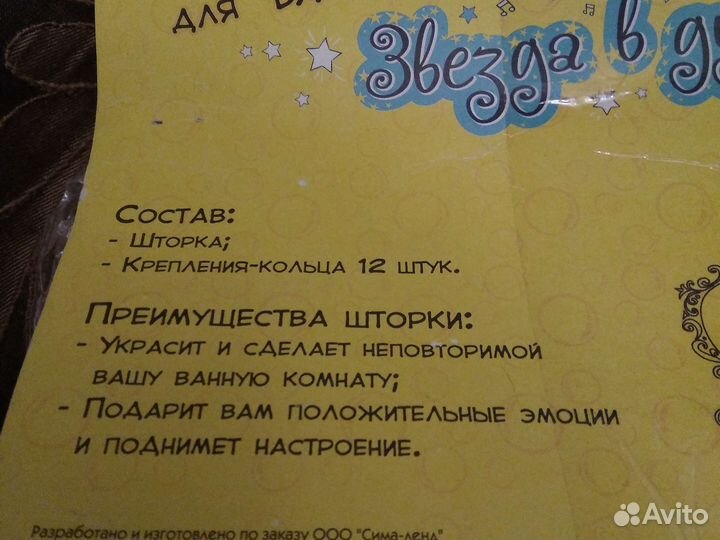 для
Звезда в
Состав:
- Шторка;
- Крепления-кольца 12 штук.
Преимущества шторки:
- Украсит и сделает неповторимой
вашу ванную комнату;
- Подарит вам положительные эмоции
и поднимет настроение.
Разработано и изготовлено по заказу ООО "Сима-ленд"
Avito